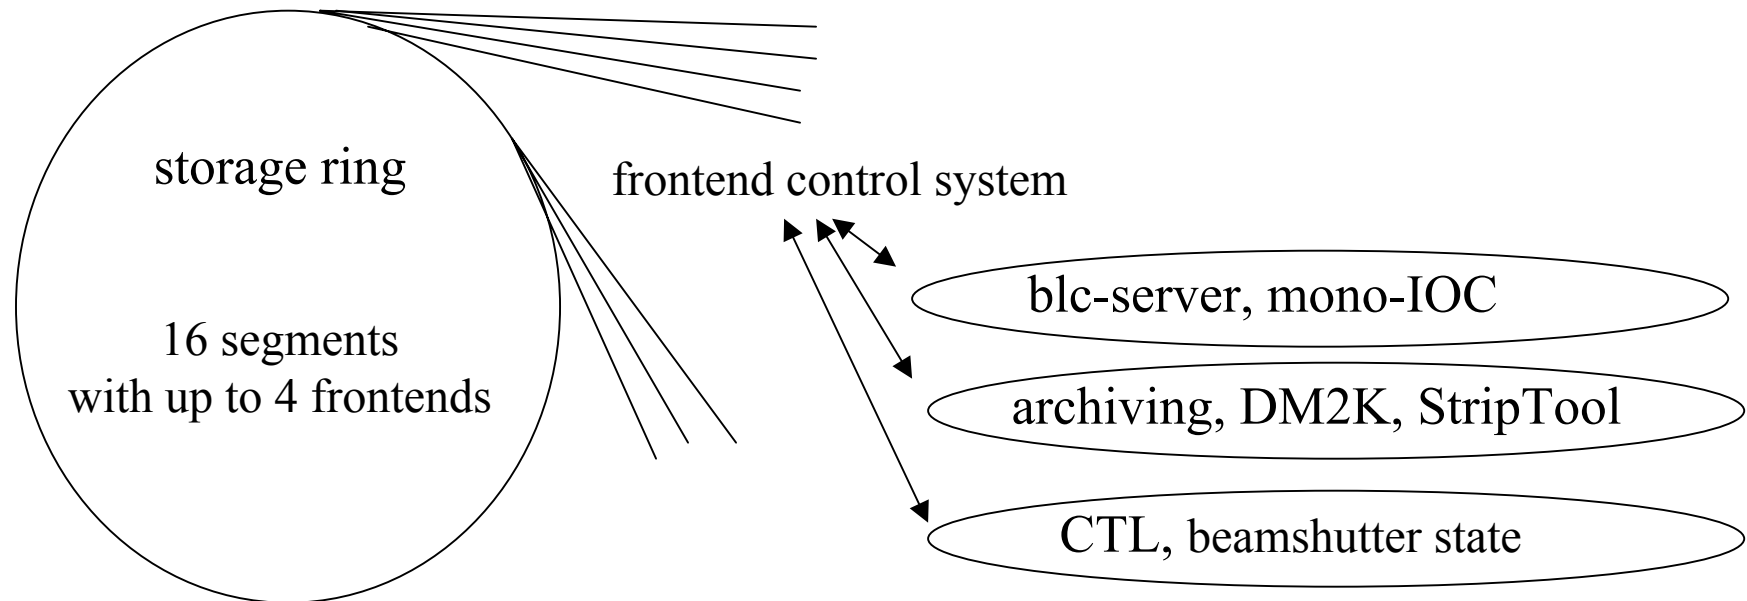 storage ring
frontend control system
blc-server, mono-IOC
16 segments
with up to 4 frontends
archiving, DM2K, StripTool
CTL, beamshutter state